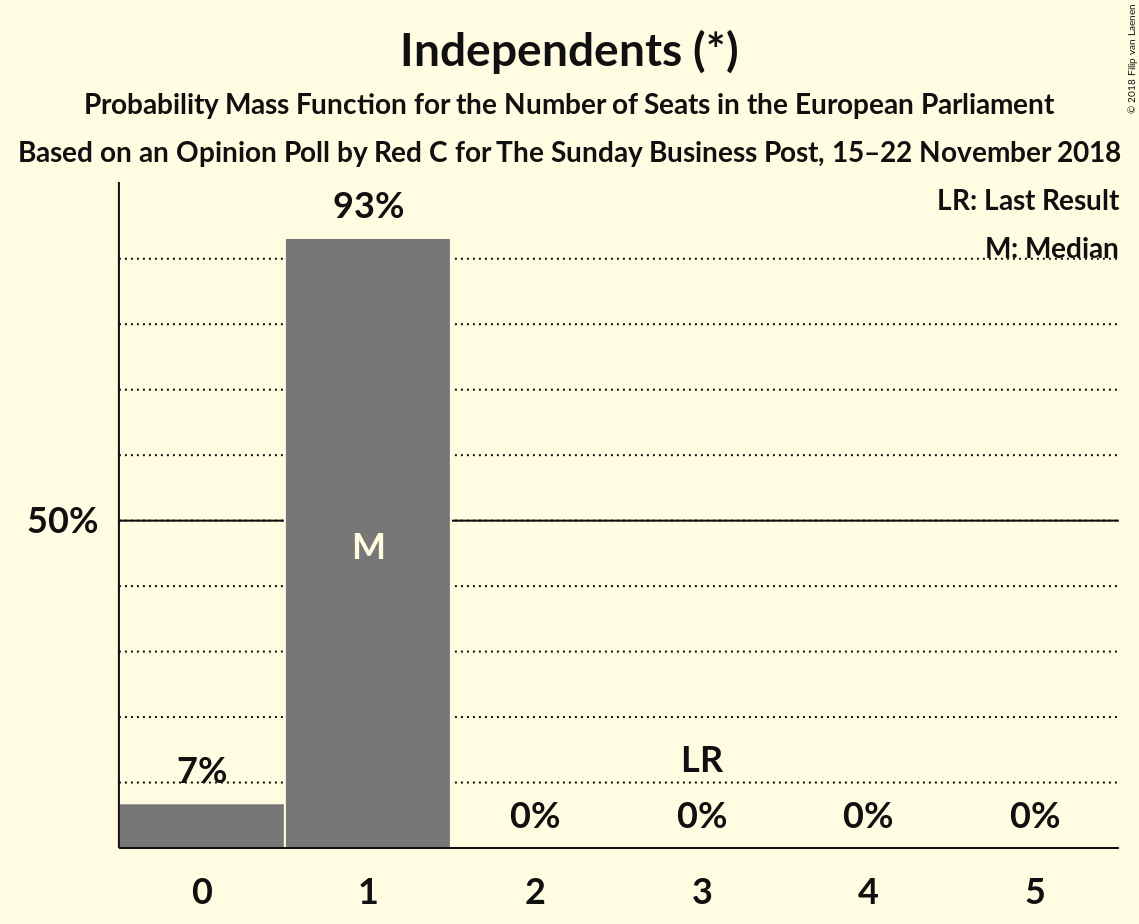 Independents (*)
Probability Mass Function for the Number of Seats in the European Parliament
Based on an Opinion Poll by Red C for The Sunday Business Post, 15–22 November 2018
© 2018 Filip van Laenen
LR: Last Result
M: Median
93%
50%
M
7%
LR
0%
0%
0%
0%
0
1
2
3
4
5